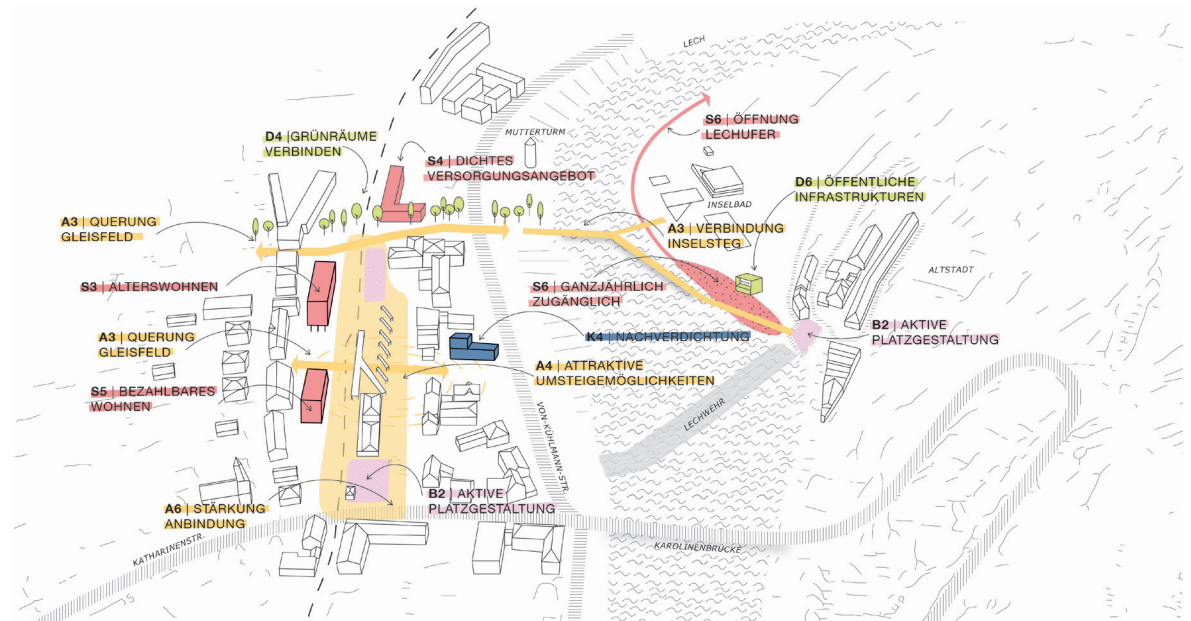 LECH
S6 | ÖFFNUNG
LECHUFER
MUTTERTURM
D4 | GRÜNRÄUME
VERBINDEN
S4 | DICHTES
VERSORGUNGSANGEBOT
D6 | ÖFFENTLICHE
INFRASTRUKTUREN
INSELBAD
A3 | QUERUNG
GLEISFELD
A3 | VERBINDUNG
INSELSTEG
ALTSTADT
S3 | ÄLTERSWOHNEN
S6 | GANZJÄHRLICH
ZUGÄNGLICH
A3 | QUERUNG
GLEISFELD
K4 | NACHVERDICHTUNG
B2 | AKTIVE
PLATZGESTALTUNG
A4 | ATTRAKTIVE
UMSTEIGEMÖGLICHKEITEN
S5 | BEZAHLBARES
WOHNEN
LECHWEHR
VON-KÜHLMANN-STR.
B2 | AKTIVE
PLATZGESTALTUNG
A6 | STÄRKUNG
ANBINDUNG
KATHARINENSTR.
KAROLINENBRÜCKE